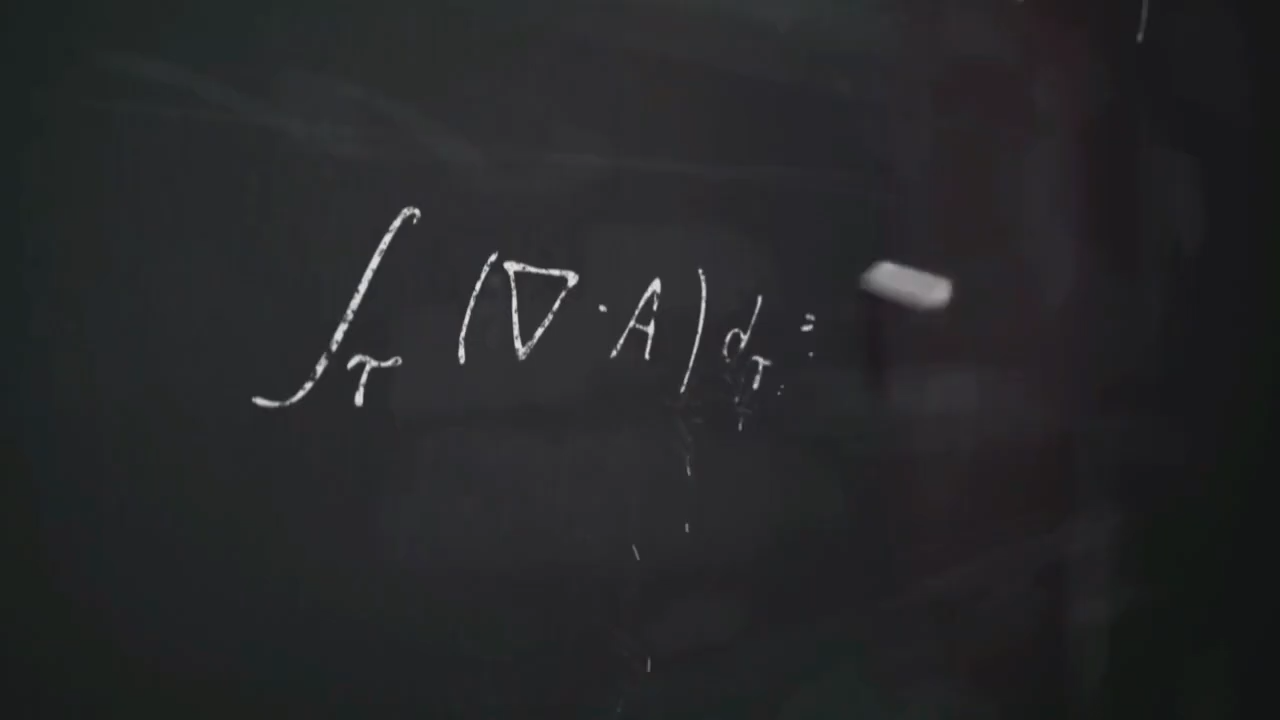 ∫τ (∇ · A) dτ =